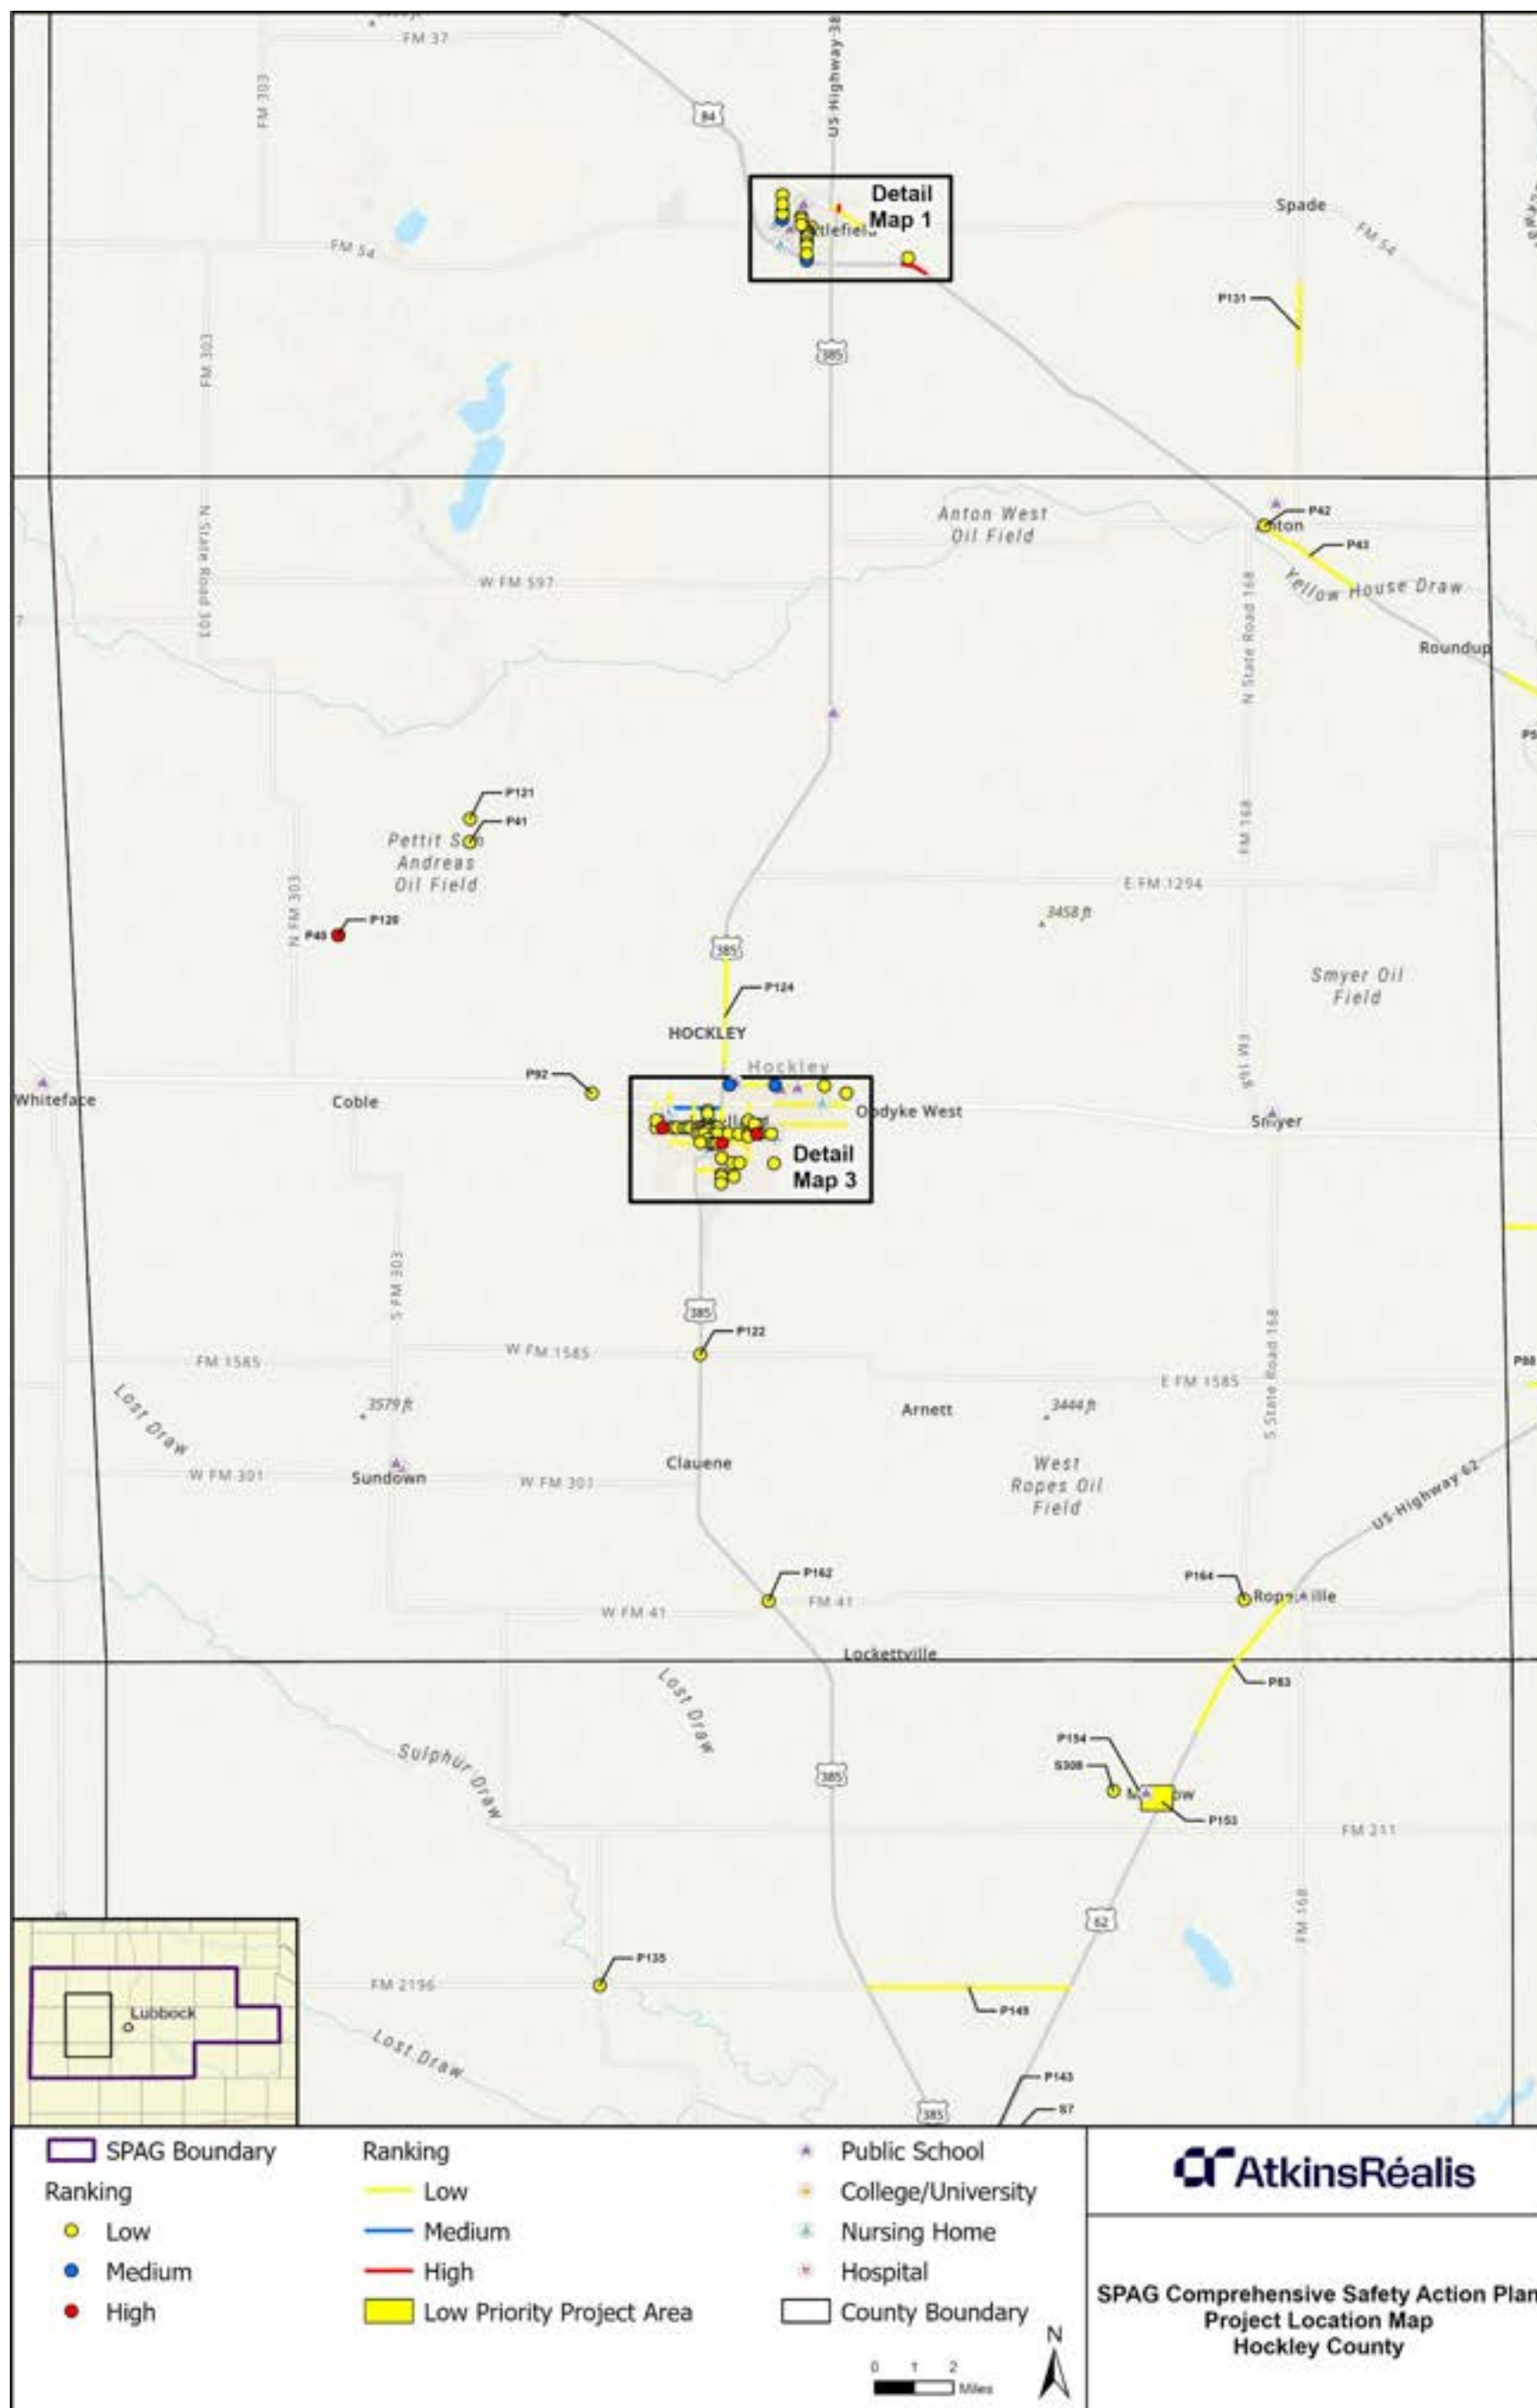 FM 37
FM 303
US Highway 38
84
Detail
Map 1
Spade
FM 54
FM 54
P131
FM 303
385
N State Road 303
Anton West
Oil Field
P42
P43
W FM 597
Yellow House Draw
N State Road 168
Roundup
P121
P41
Pettit San
Andreas
Oil Field
FM 168
E FM 1294
N FM 303
P120
P40
3458 ft
385
Smyer Oil
Field
P124
HOCKLEY
FM 168
Hockley
P92
Whiteface
Coble
Opdyke West
Smyer
Detail
Map 3
S FM 303
385
P122
FM 1585
W FM 1585
S State Road 168
P88
E FM 1585
Lost Draw
3579 ft
Arnett
3444 ft
Clauene
W FM 301
Sundown
W FM 301
West
Ropes Oil
Field
US Highway 62
P162
P164
W FM 41
FM 41
Lockettville
P83
Lost Draw
P154
Sulphur Draw
S308
385
P153
FM 211
62
FM 168
P135
FM 2196
Lubbock
P149
Lost Draw
P143
S7
385
SPAG Boundary
Ranking
Low
Medium
High
Ranking
Low
Medium
High
Low Priority Project Area
Public School
College/University
Nursing Home
Hospital
County Boundary
N
0 1 2
Miles
AtkinsRéalis
SPAG Comprehensive Safety Action Plan
Project Location Map
Hockley County